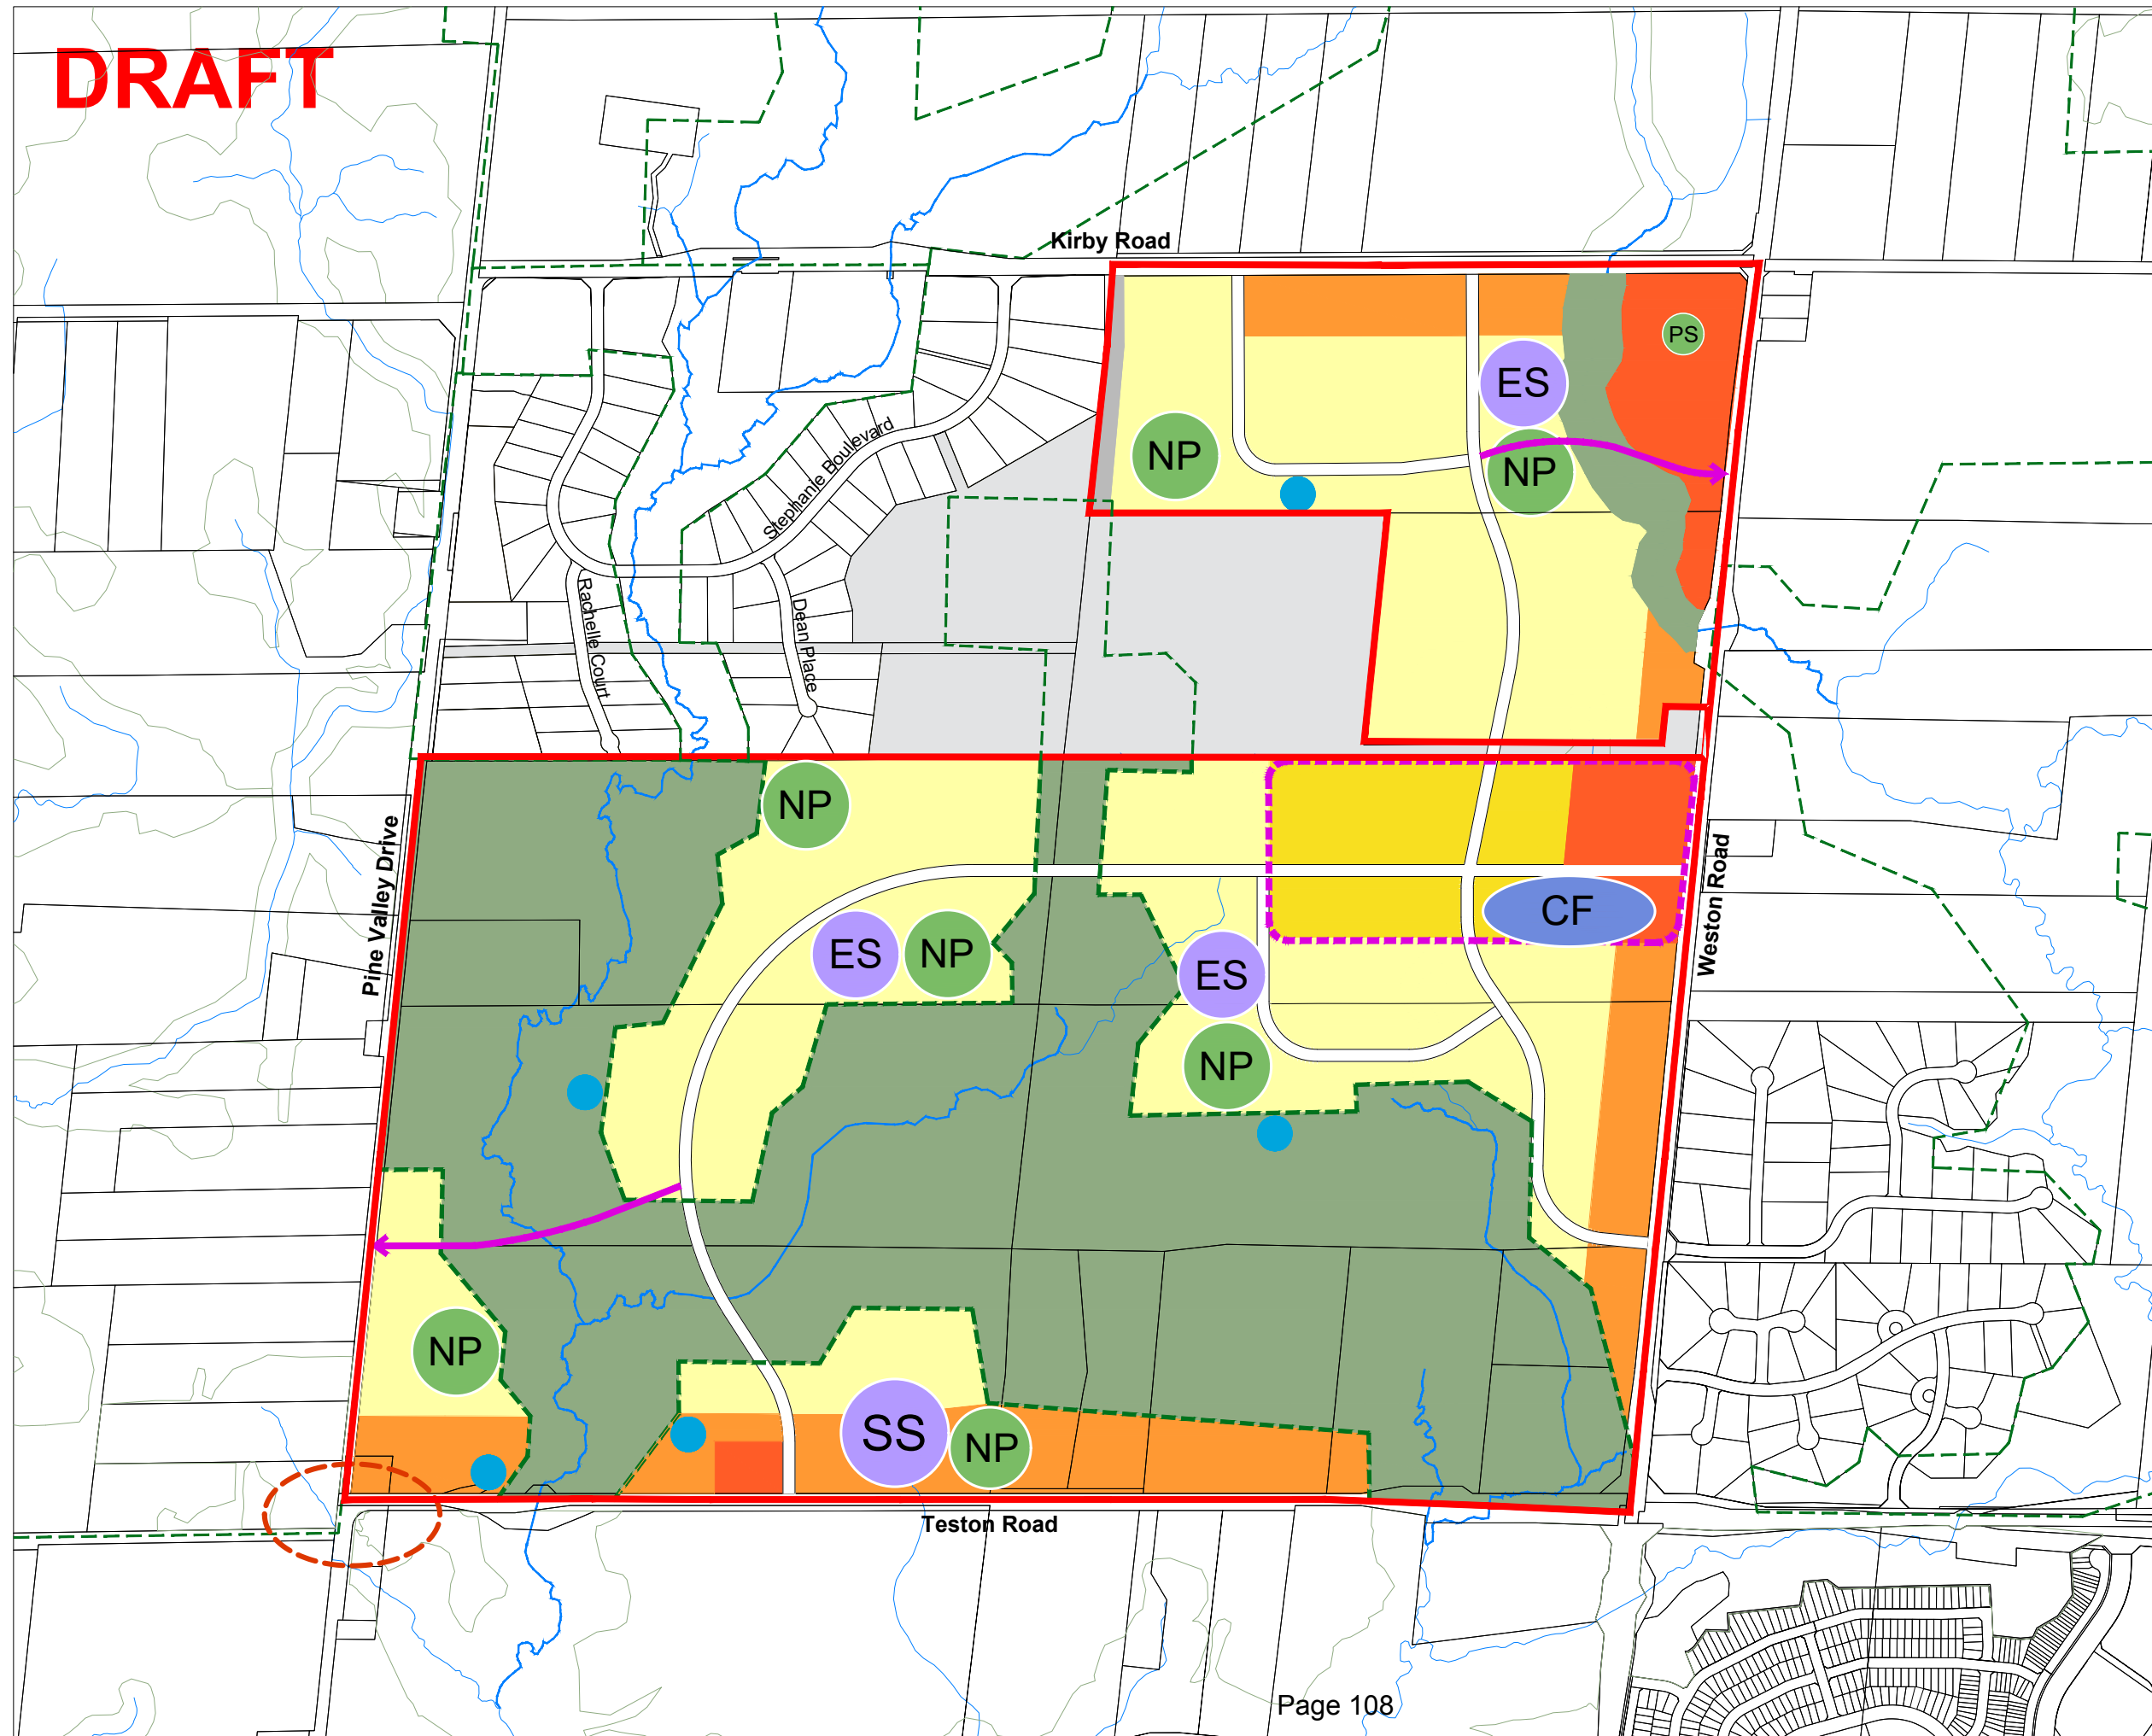 DRAFT
Kirby Road
PS
ES
NP
NP
Stephanie Boulevard
Rachelle Court
Dean Place
NP
Pine Valley Drive
Weston Road
CF
ES
NP
ES
NP
NP
SS
NP
Teston Road
Page 108